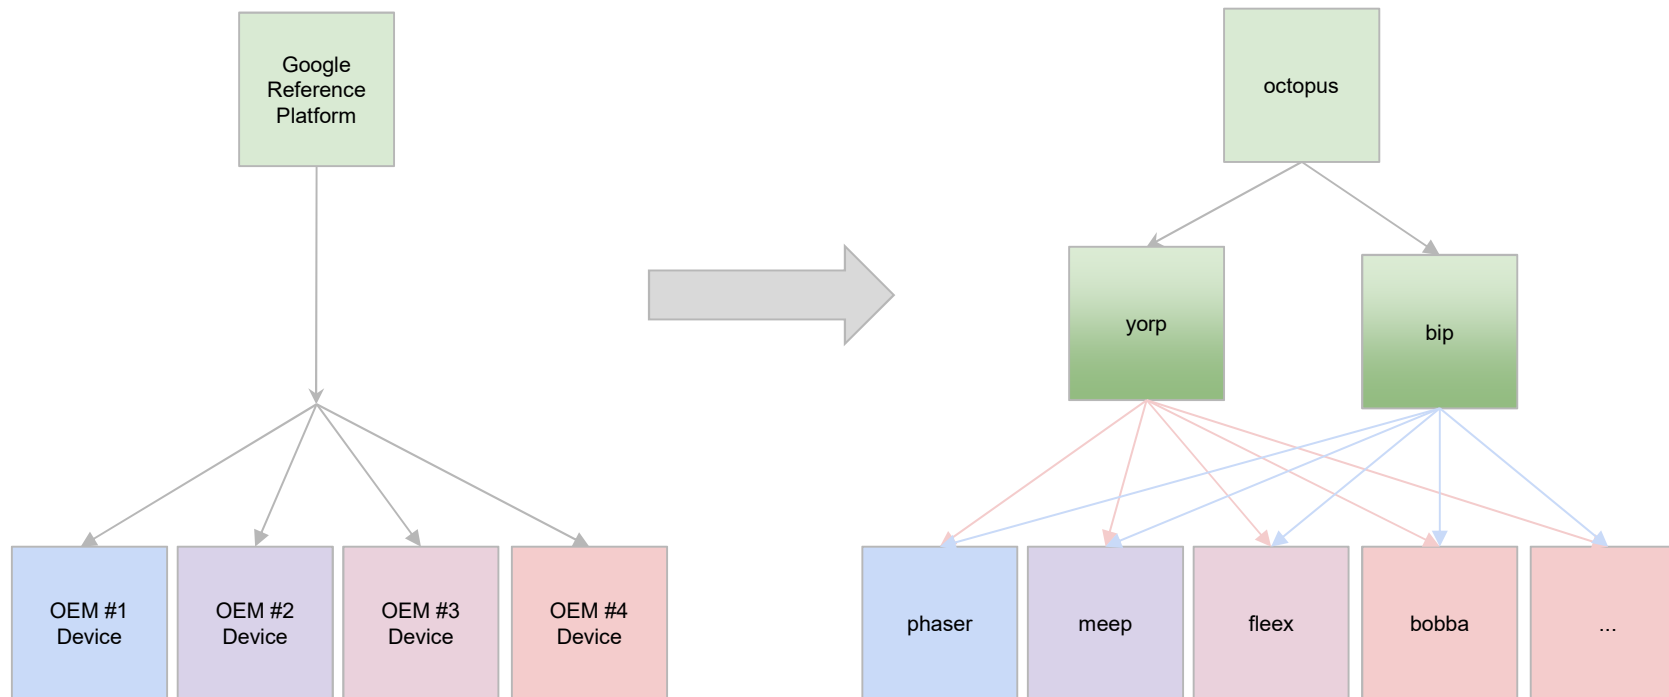 Google
Reference
Platform
octopus
yorp
bip
OEM #1
Device
OEM #2
Device
OEM #3
Device
OEM #4
Device
phaser
meep
fleex
bobba
...